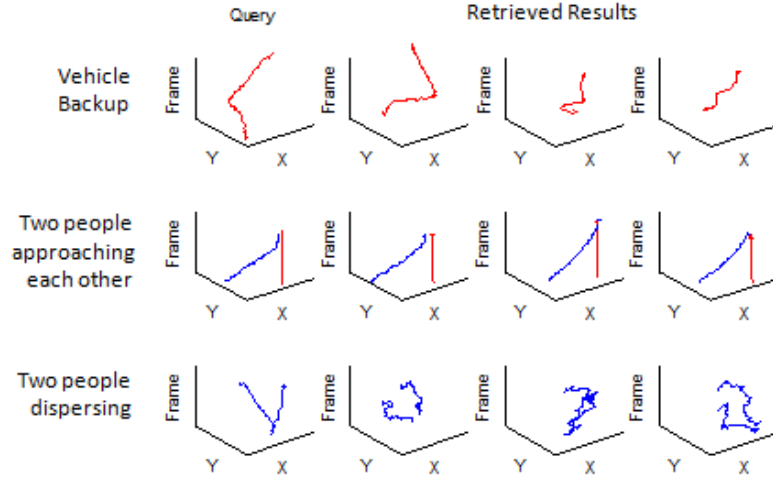 Query
Retrieved Results
Vehicle
Backup
Frame
Y
X
Frame
Y
X
Frame
Y
X
Frame
Y
X
Two people
approaching
each other
Frame
Y
X
Frame
Y
X
Frame
Y
X
Frame
Y
X
Two people
dispersing
Frame
Y
X
Frame
Y
X
Frame
Y
X
Frame
Y
X